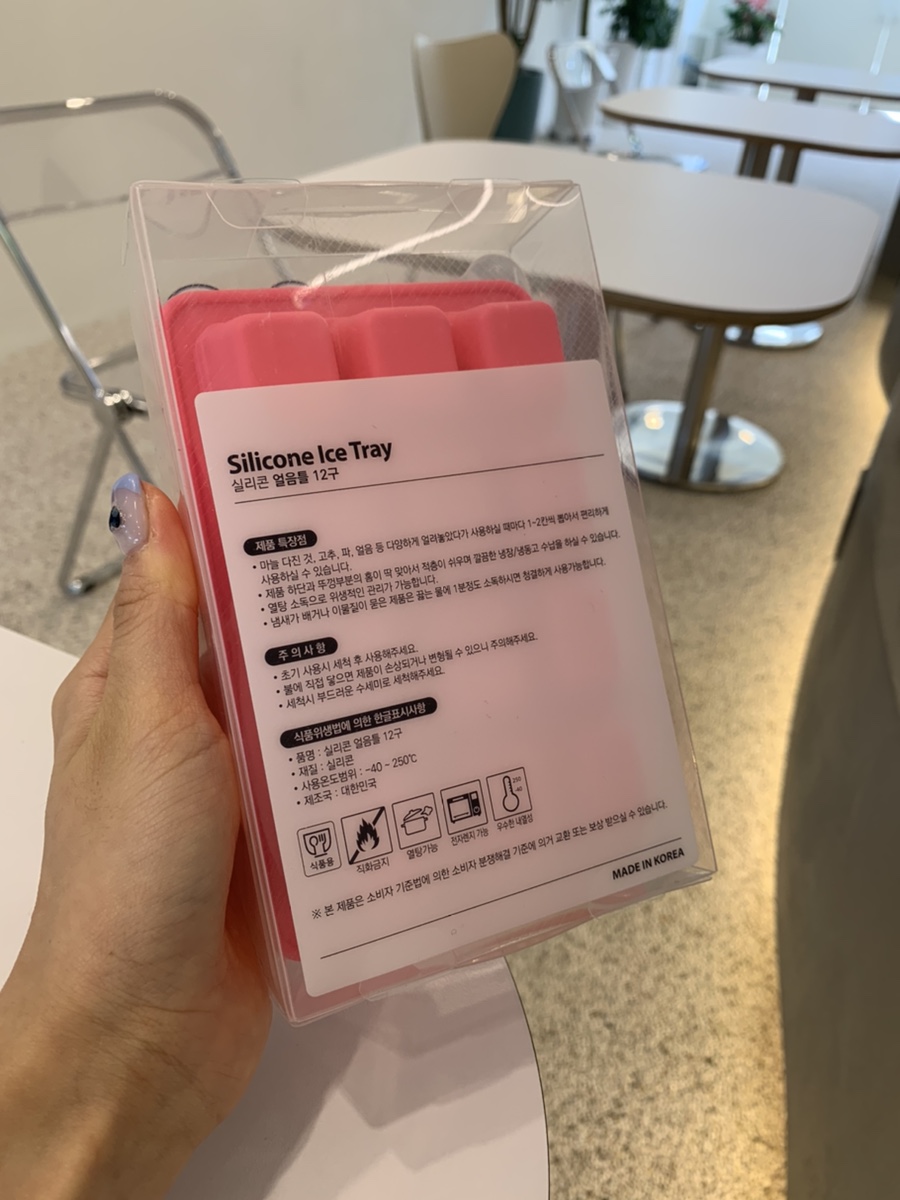 Silicone Ice Tray
실리콘 얼음틀 12구
제품 특장점
• 마늘 다진 것, 고추, 파, 얼음 등 다양하게 얼려놓았다가 사용하실 때마다 1~2칸씩 뽑아서 편리하게
사용하실 수 있습니다.
• 제품 하단과 뚜껑부분의 홈이 딱 맞아서 적층이 쉬우며 깔끔한 냉장/냉동고 수납을 하실 수 있습니다.
• 열탕 소독으로 위생적인 관리가 가능합니다.
• 냄새가 배거나 이물질이 묻은 제품은 끓는 물에 1분정도 소독하시면 청결하게 사용가능합니다.
주의사항
• 초기 사용시 세척 후 사용해주세요.
• 불에 직접 닿으면 제품이 손상되거나 변형될 수 있으니 주의해주세요.
• 세척시 부드러운 수세미로 세척해주세요.
식품위생법에 의한 한글표시사항
• 품명 : 실리콘 얼음틀 12구
• 재질 : 실리콘
• 사용온도범위 : -40 ~ 250℃
• 제조국 : 대한민국
250
-40
식품용 직화금지 열탕가능 전자렌지 가능 우수한 내열성
※ 본 제품은 소비자 기준법에 의한 소비자 분쟁해결 기준에 의거 교환 또는 보상 받으실 수 있습니다.
MADE IN KOREA